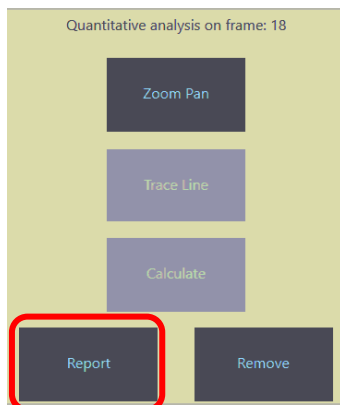 Quantitative analysis on frame: 18
Zoom Pan
Trace Line
Calculate
Report
Remove